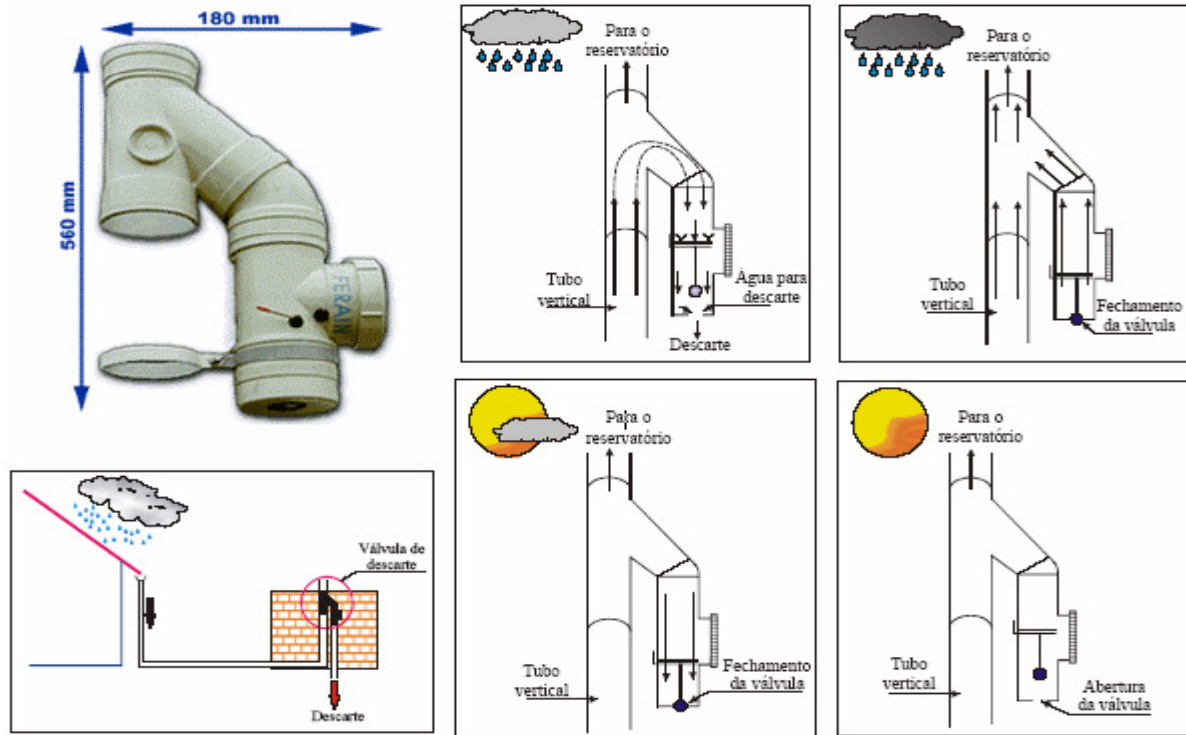 180 mm
560 mm
FERAIN
Para o
reservatório
Tubo
vertical
Água para
descarte
Descarte
Para o
reservatório
Tubo
vertical
Fechamento
da válvula
Válvula de
descarte
Descarte
Para o
reservatório
Tubo
vertical
Fechamento
da válvula
Para o
reservatório
Tubo
vertical
Abertura
da válvula